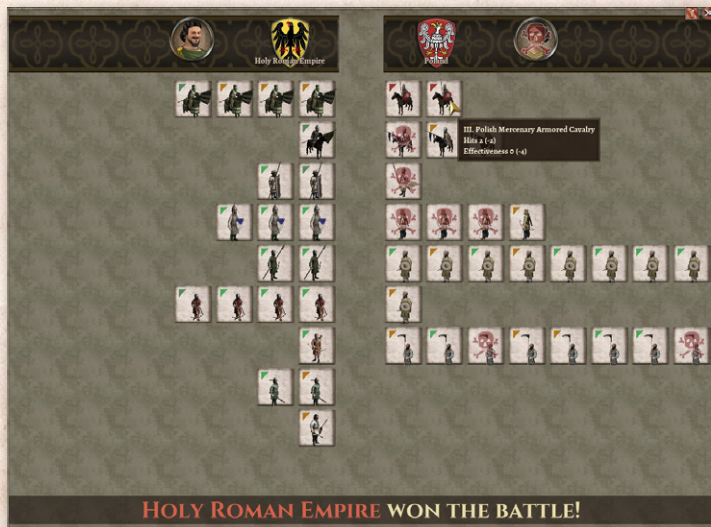 Holy Roman Empire
Poland
III. Polish Mercenary Armored Cavalry
Hits 2 (-2)
Effectiveness 0 (-4)
HOLY ROMAN EMPIRE WON THE BATTLE!